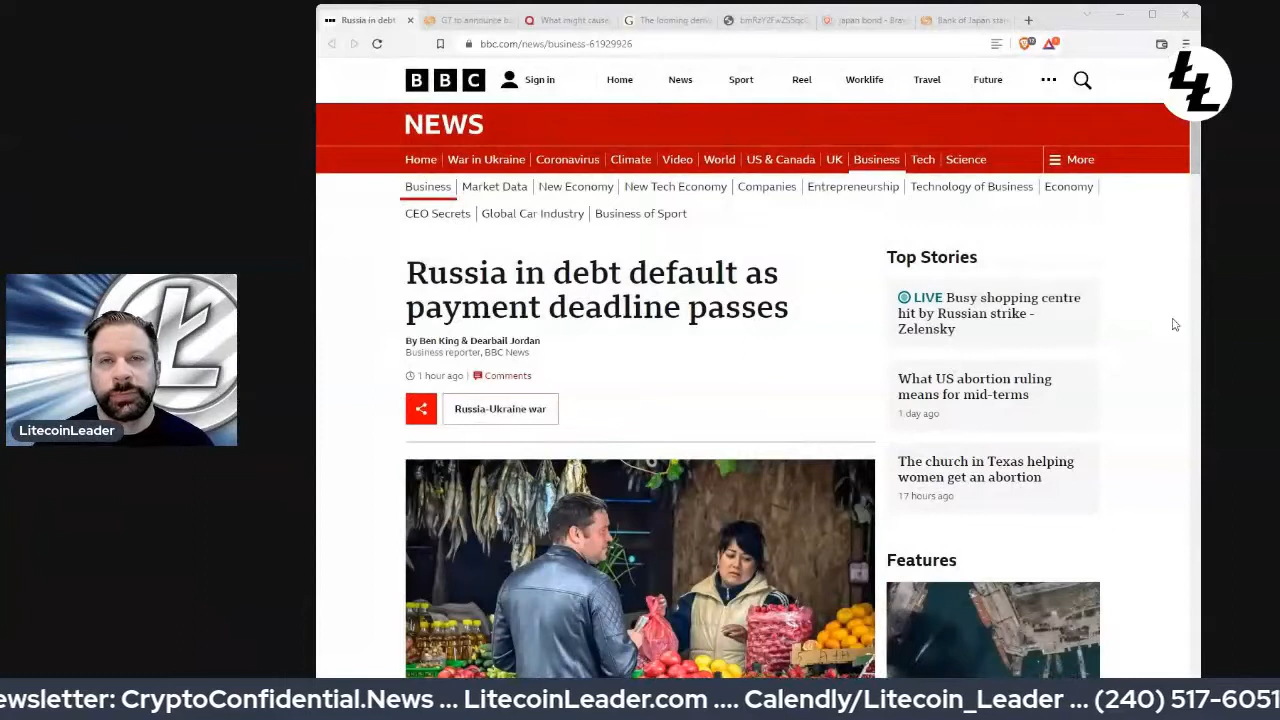 Russia in debt
G7 to announce b
What might cause
The looming deriv
japan bond - Brav
Bank of Japan sta
bbc.com/news/business-61929926
BBC
Sign in
Home
News
Sport
Reel
Worklife
Travel
Future
NEWS
Home
War in Ukraine
Coronavirus
Climate
Video
World
US & Canada
UK
Business
Tech
Science
More
Business
Market Data
New Economy
New Tech Economy
Companies
Entrepreneurship
Technology of Business
Economy
CEO Secrets
Global Car Industry
Business of Sport
Russia in debt default as
payment deadline passes
By Ben King & Dearbail Jordan
Business reporter, BBC News
1 hour ago
Comments
Russia-Ukraine war
Top Stories
LIVE Busy shopping centre
hit by Russian strike -
Zelensky
What US abortion ruling
means for mid-terms
1 day ago
The church in Texas helping
women get an abortion
17 hours ago
Features
LitecoinLeader
ewsletter: CryptoConfidential.News ... LitecoinLeader.com .... Calendly/Litecoin_Leader ... (240) 517-6051